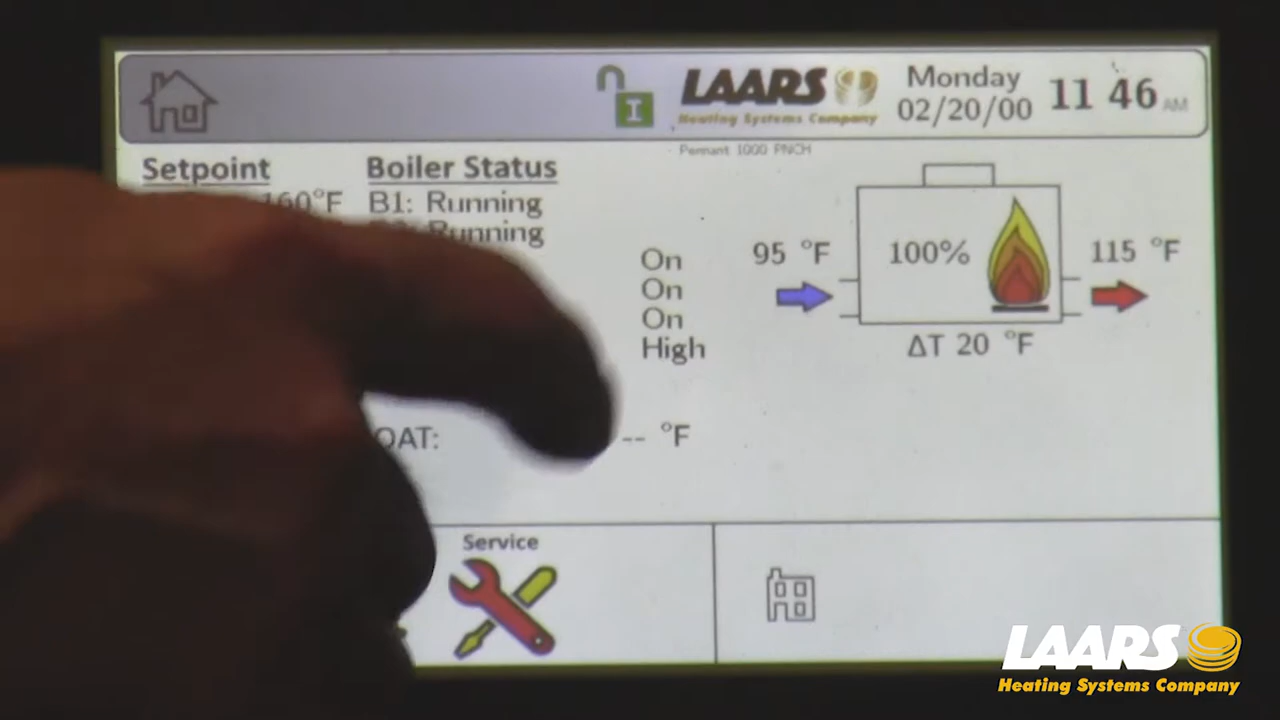 I
LAARS
Heating Systems Company
Monday
02/20/00
11 46 AM
Pennant 1000 PNCH
Setpoint
160°F
Boiler Status
B1: Running
Running
On
On
On
High
OAT:
-- °F
95 °F
100%
115 °F
ΔT 20 °F
Service
LAARS
Heating Systems Company